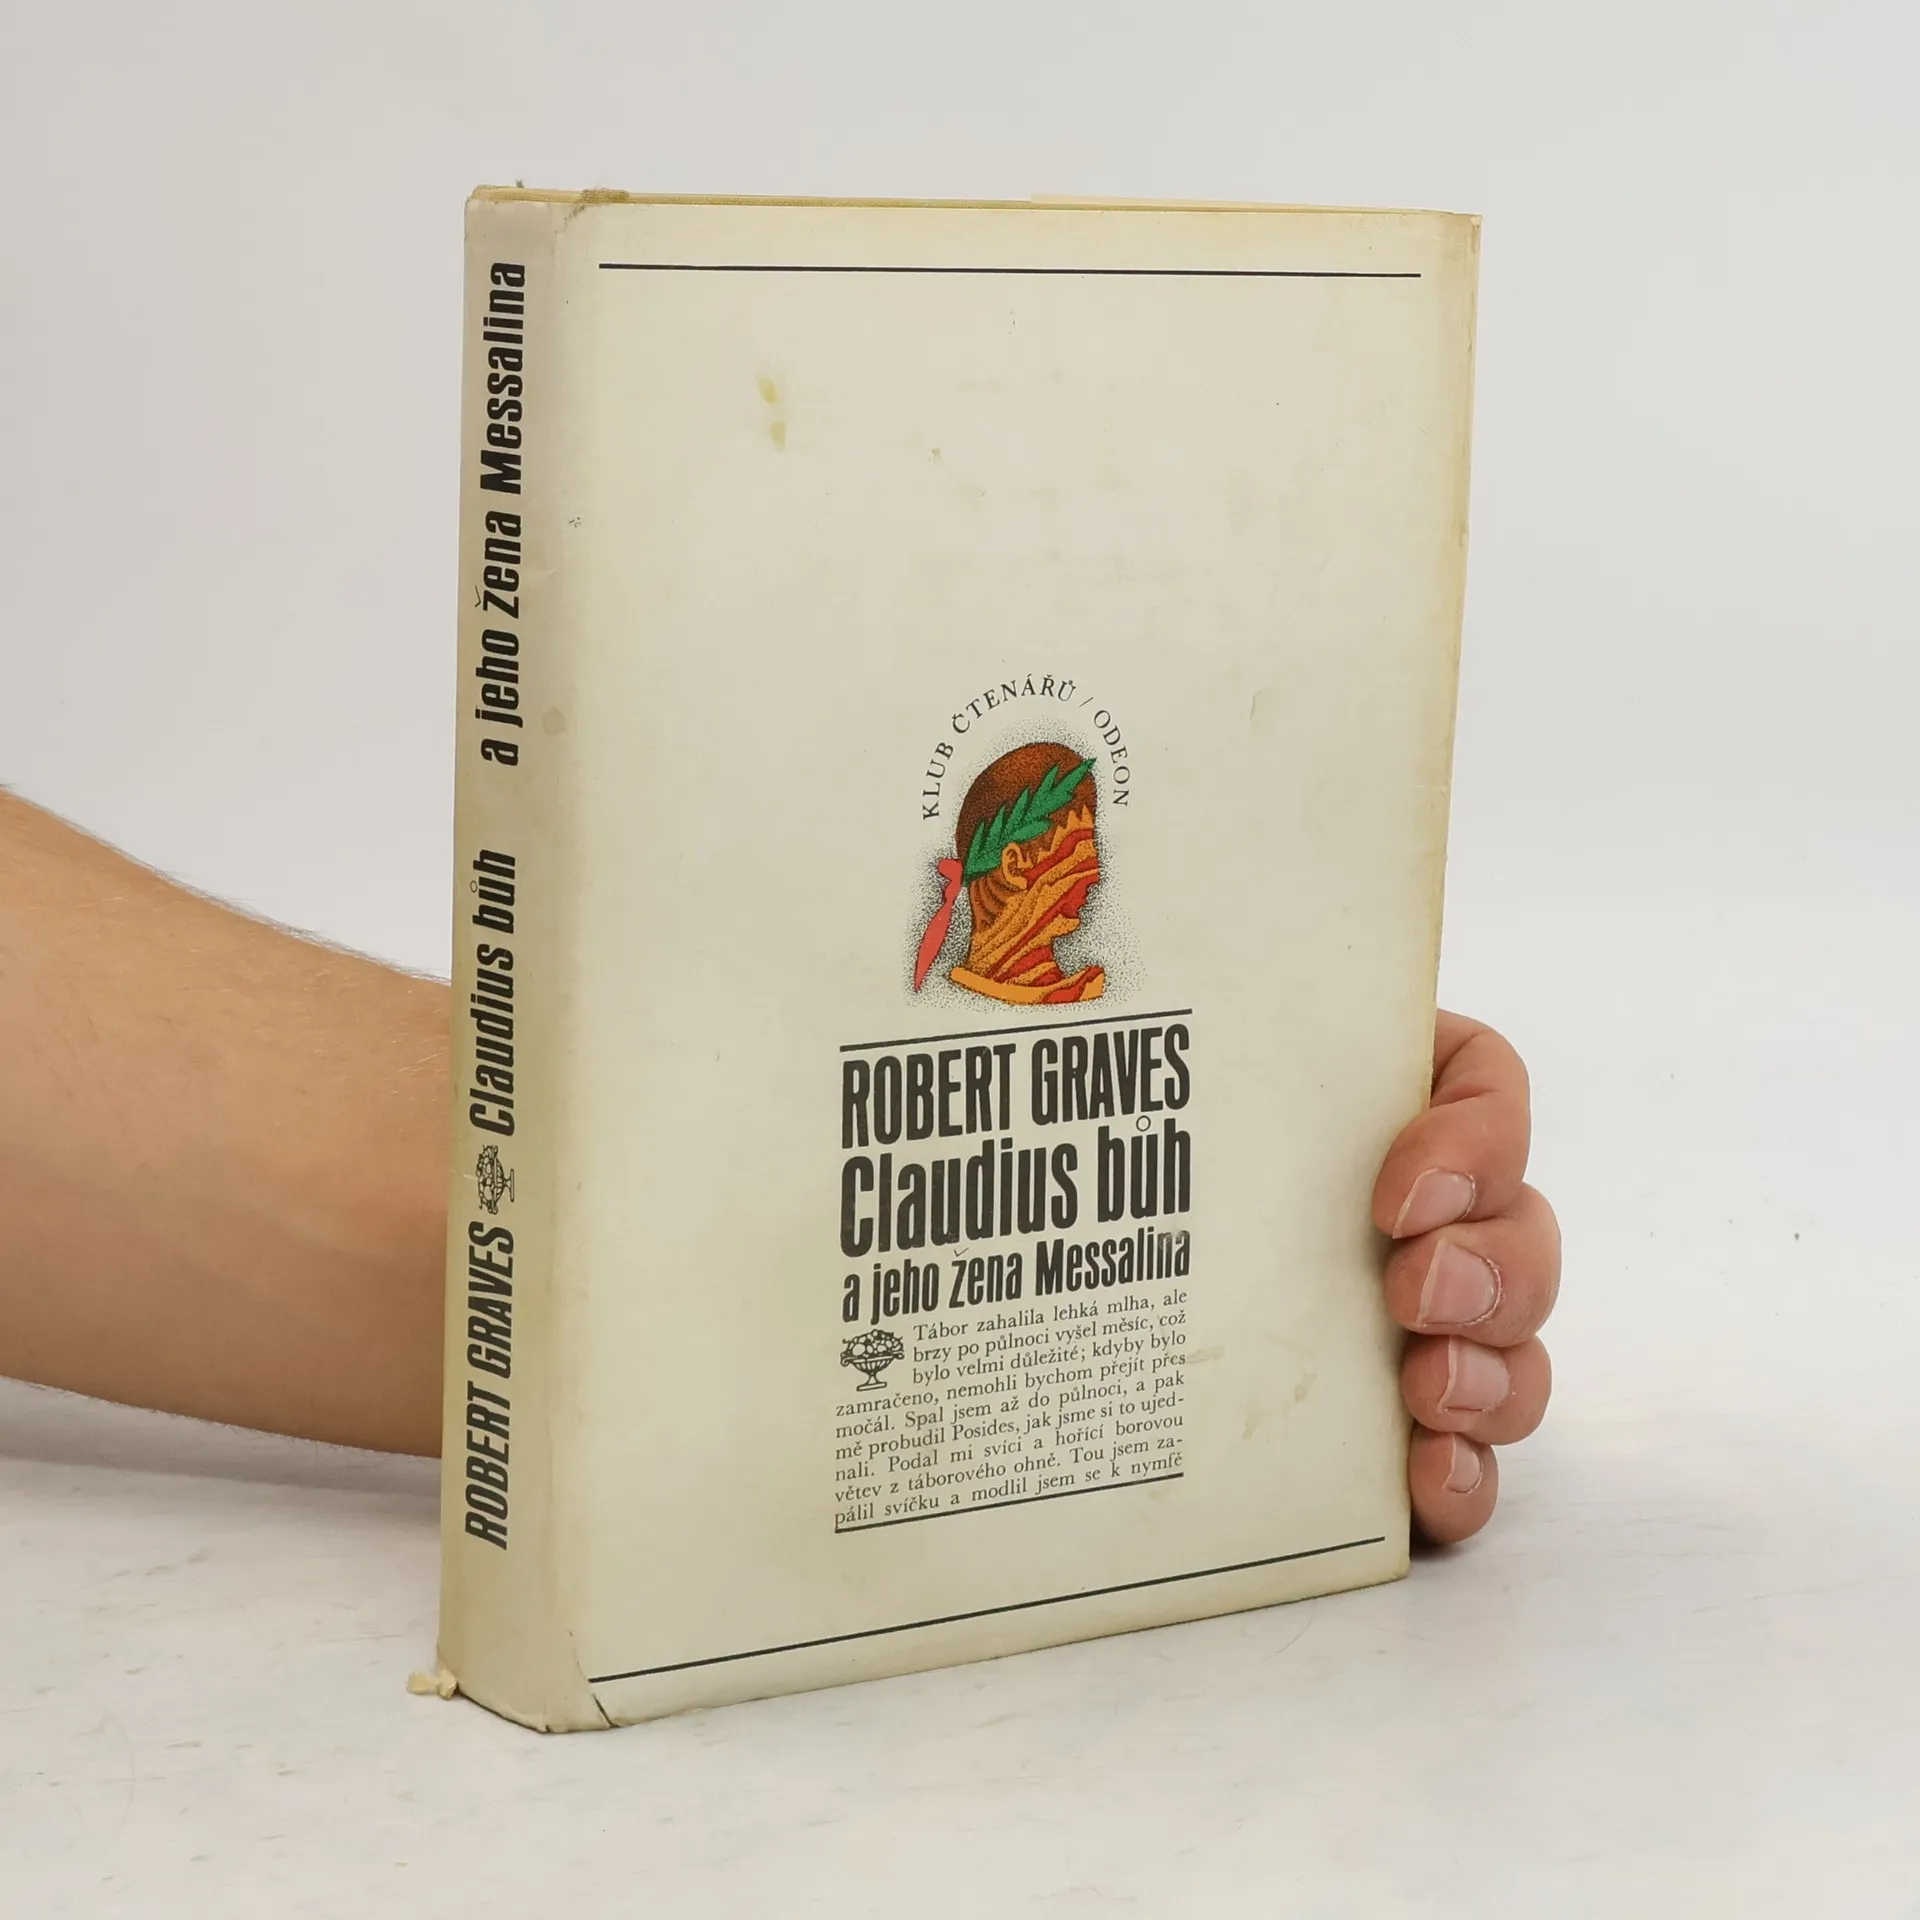 ROBERT GRAVES Claudius bůh a jeho žena Messalina
KLUB ČTENÁŘŮ / ODEON
ROBERT GRAVES
Claudius bůh
a jeho žena Messalina
Tábor zahalila lehká mlha, ale
brzy po půlnoci vyšel měsíc, což
bylo velmi důležité; kdyby bylo
zamračeno, nemohli bychom přejít přes
močál. Spal jsem až do půlnoci, a pak
mě probudil Posides, jak jsme si to ujed-
nali. Podal mi svíci a hořící borovou
větev z táborového ohně. Tou jsem za-
pálil svíčku a modlil jsem se k nymfě